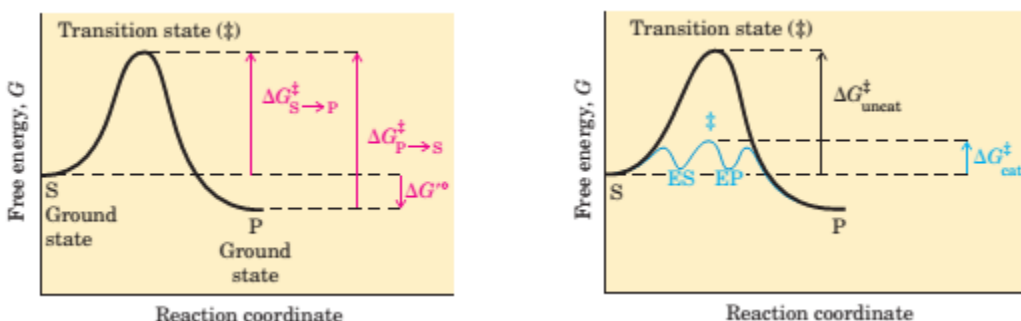 Transition state (‡)
ΔG‡S→P
ΔG‡P→S
ΔG′°
S
Ground
state
P
Ground
state
Free energy, G
Reaction coordinate
Transition state (‡)
ΔG‡uncat
‡
ΔG‡cat
ES
EP
S
P
Free energy, G
Reaction coordinate